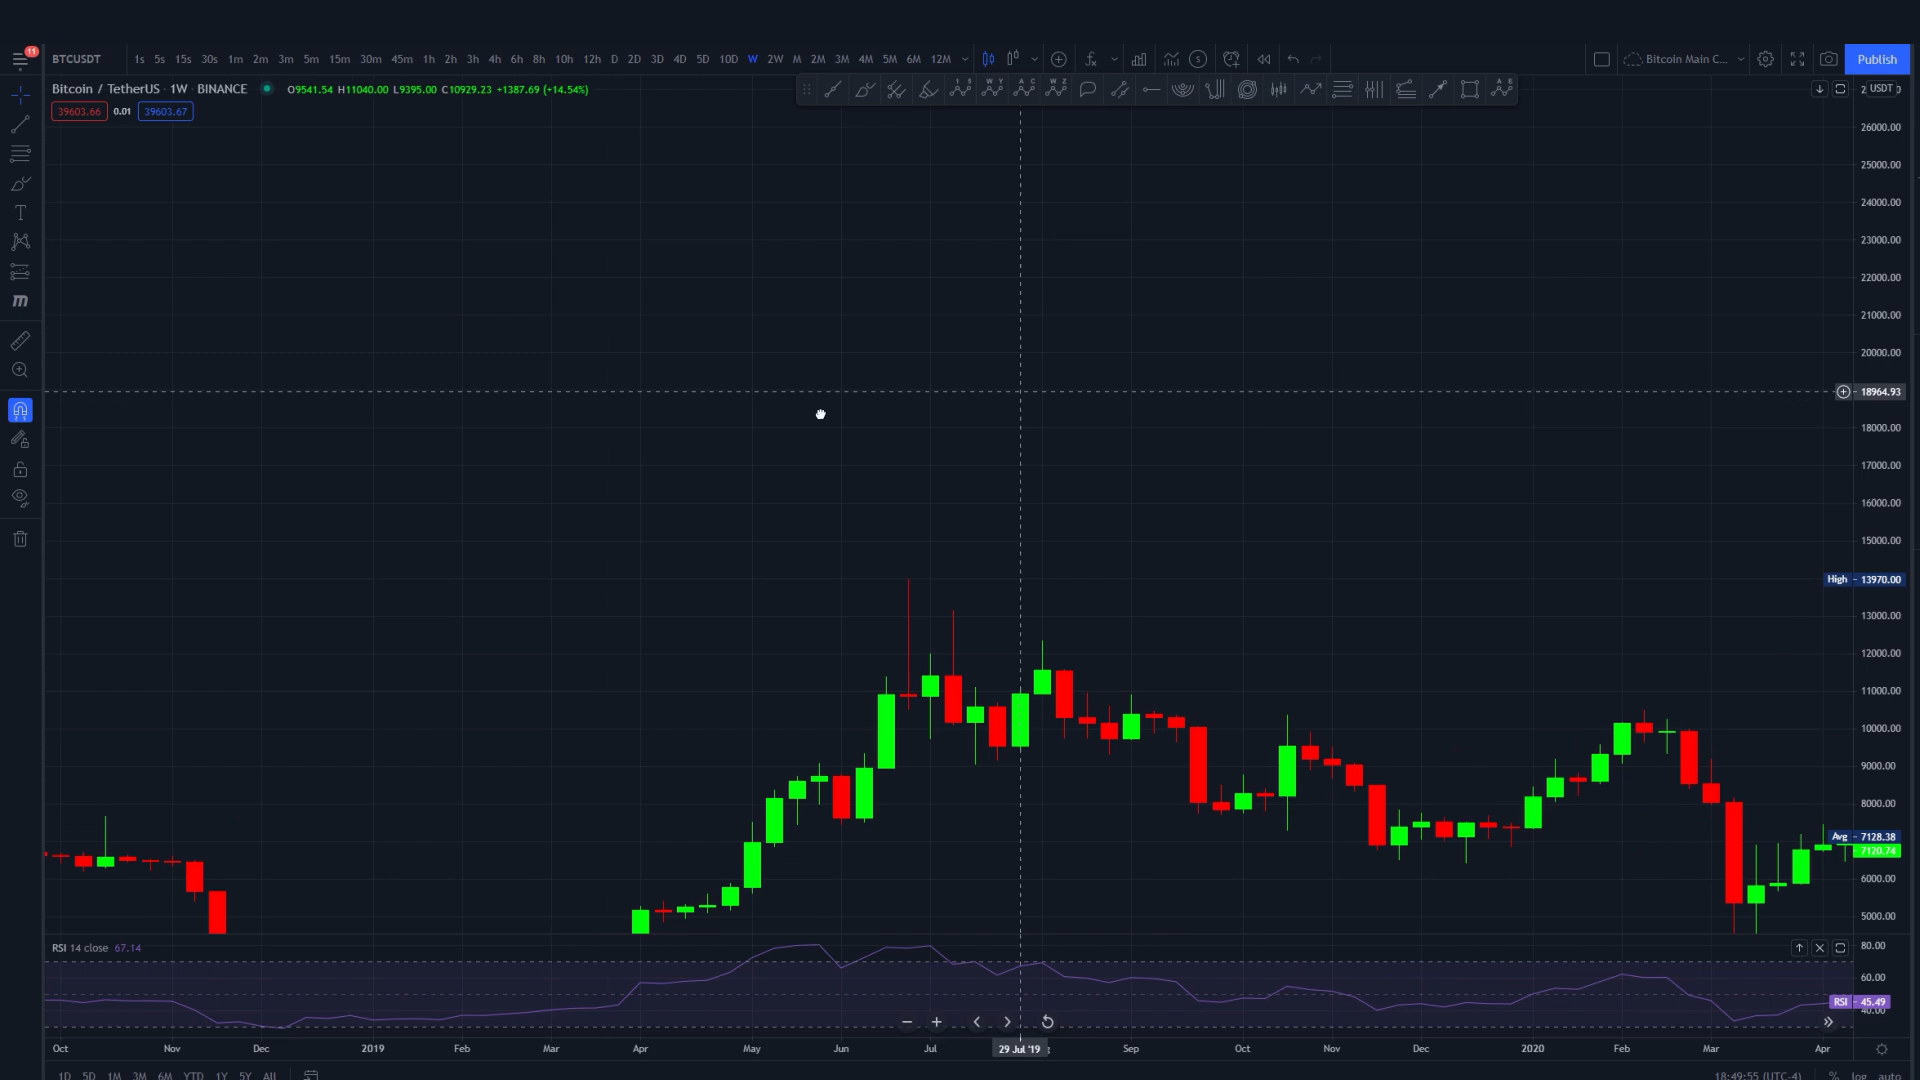 11
BTCUSDT 1s 5s 15s 30s 1m 2m 3m 5m 15m 30m 45m 1h 2h 3h 4h 6h 8h 10h 12h D 2D 3D 4D 5D 10D W 2W M 2M 3M 4M 5M 6M 12M Bitcoin Main C... Publish
Bitcoin / TetherUS · 1W · BINANCE O9541.54 H11040.00 L9395.00 C10929.23 +1387.69 (+14.54%)
USDT
39603.66 0.01 39603.67
26000.00
25000.00
24000.00
23000.00
22000.00
21000.00
20000.00
18964.93
18000.00
17000.00
16000.00
15000.00
High 13970.00
13000.00
12000.00
11000.00
10000.00
9000.00
8000.00
Avg 7128.38
7120.74
6000.00
5000.00
RSI 14 close 67.14
80.00
60.00
RSI 45.49
40.00
Oct Nov Dec 2019 Feb Mar Apr May Jun Jul 29 Jul '19 Sep Oct Nov Dec 2020 Feb Mar Apr
1D 5D 1M 3M 6M YTD 1Y 5Y All 18:49:55 (UTC-4) % log auto